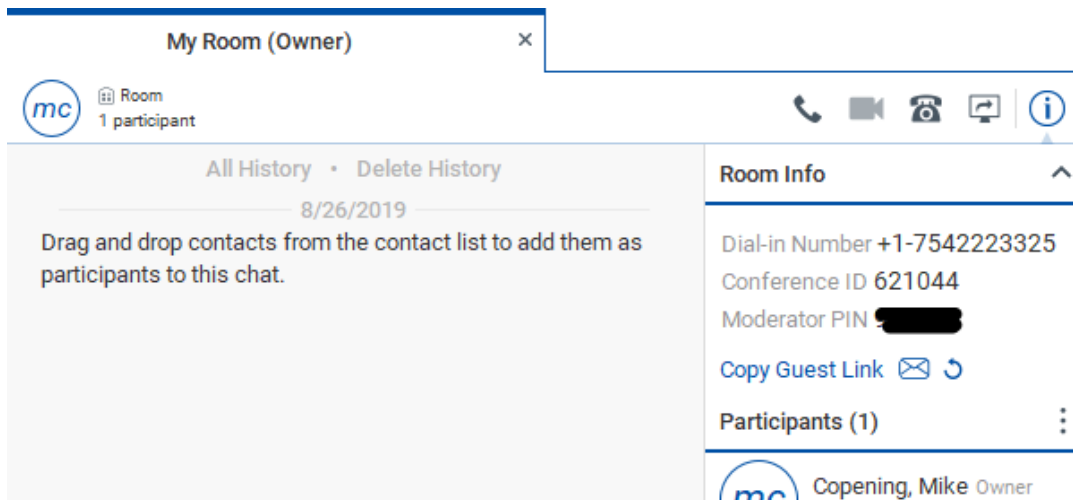 My Room (Owner) ×
mc
Room
1 participant
All History • Delete History
8/26/2019
Drag and drop contacts from the contact list to add them as
participants to this chat.
Room Info
Dial-in Number +1-7542223325
Conference ID 621044
Moderator PIN
Copy Guest Link
Participants (1)
mc
Copening, Mike Owner